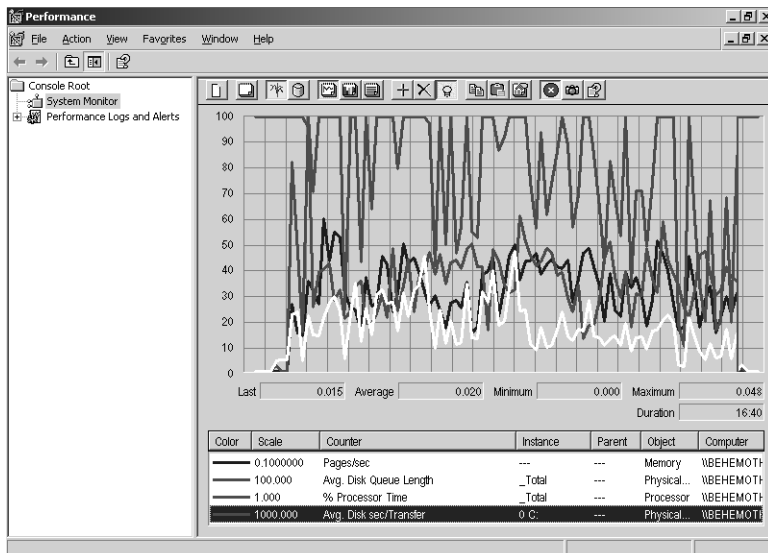 Performance
File Action View Favorites Window Help
Console Root
System Monitor
Performance Logs and Alerts
100
90
80
70
60
50
40
30
20
10
0
Last 0.015 Average 0.020 Minimum 0.000 Maximum 0.048
Duration 16:40
Color Scale Counter Instance Parent Object Computer
0.1000000 Pages/sec --- --- Memory \\BEHEMOTH
100.000 Avg. Disk Queue Length _Total --- Physical... \\BEHEMOTH
1.000 % Processor Time _Total --- Processor \\BEHEMOTH
1000.000 Avg. Disk sec/Transfer 0 C: --- Physical... \\BEHEMOTH